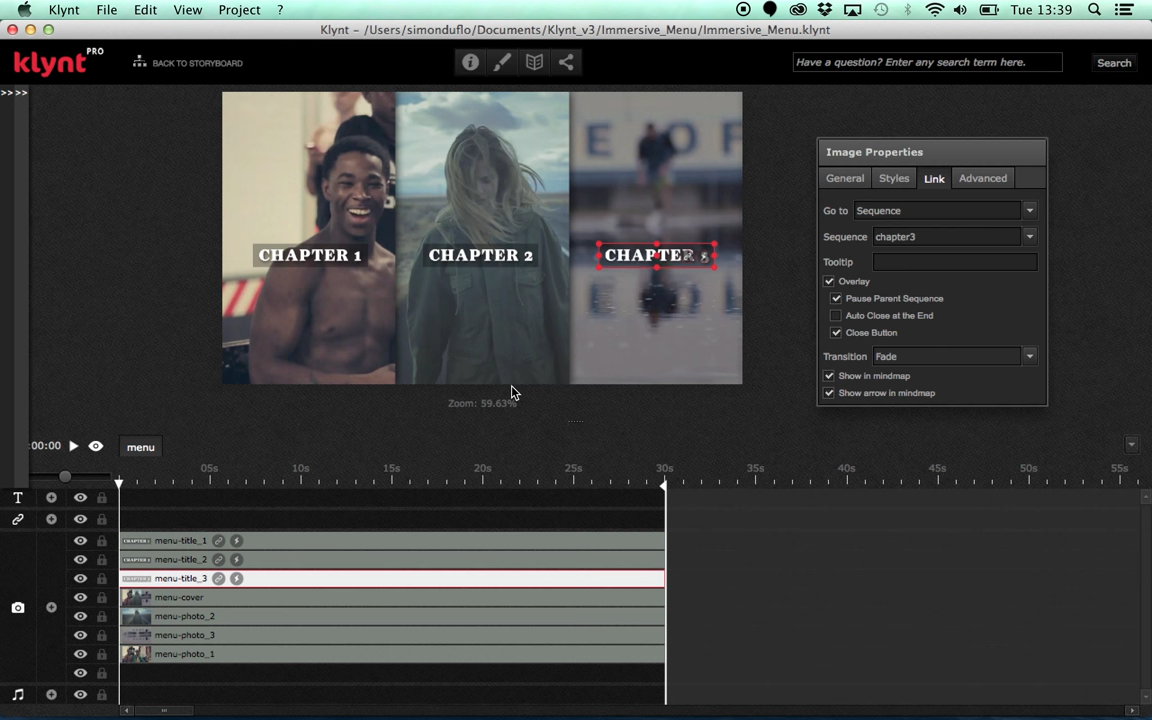 Klynt File Edit View Project ? Tue 13:39
Klynt – /Users/simonduflo/Documents/Klynt_v3/Immersive_Menu/Immersive_Menu.klynt
klynt PRO BACK TO STORYBOARD Have a question? Enter any search term here. Search
>>>>
E OF
Image Properties
General Styles Link Advanced
Go to Sequence
Sequence chapter3
Tooltip
CHAPTER 1 CHAPTER 2 CHAPTER
Overlay
Pause Parent Sequence
Auto Close at the End
Close Button
Transition Fade
Show in mindmap
Show arrow in mindmap
Zoom: 59.63%
:00:00 menu
05s 10s 15s 20s 25s 30s 35s 40s 45s 50s 55s
T
menu-title_1
menu-title_2
menu-title_3
menu-cover
menu-photo_2
menu-photo_3
menu-photo_1